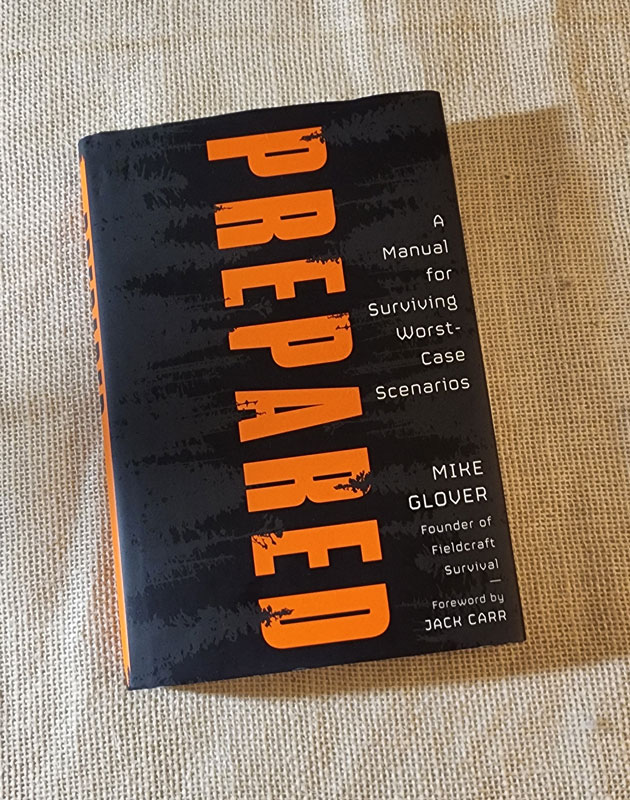 PREPARED
A
Manual
for
Surviving
Worst-
Case
Scenarios
MIKE
GLOVER
Founder of
Fieldcraft
Survival
—
Foreword by
JACK CARR